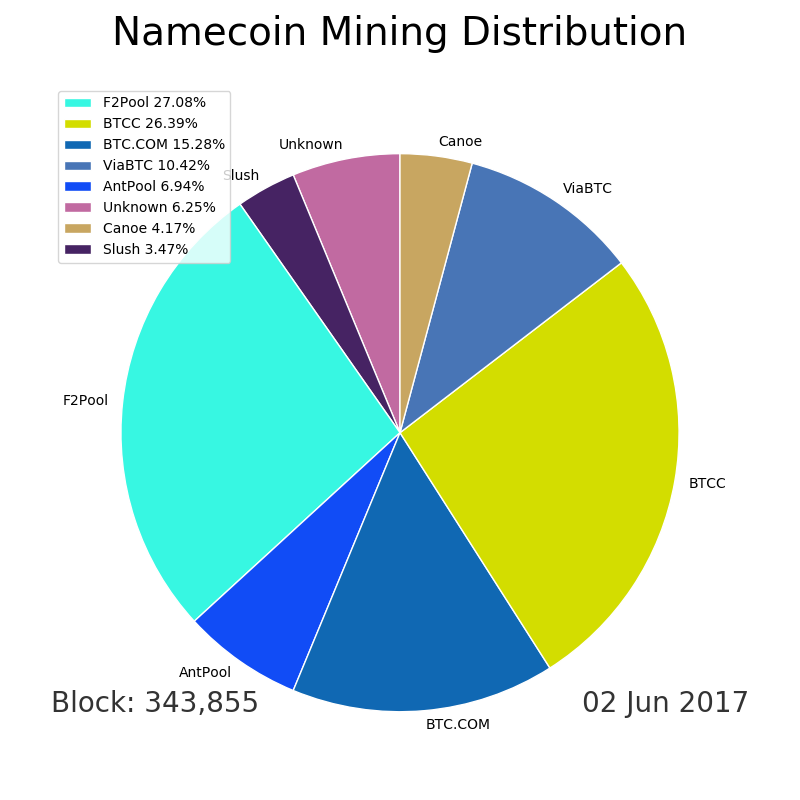 Namecoin Mining Distribution
F2Pool 27.08%
BTCC 26.39%
BTC.COM 15.28%
ViaBTC 10.42%
AntPool 6.94%
Unknown 6.25%
Canoe 4.17%
Slush 3.47%
Unknown
Canoe
Slush
ViaBTC
F2Pool
BTCC
AntPool
BTC.COM
Block: 343,855
02 Jun 2017